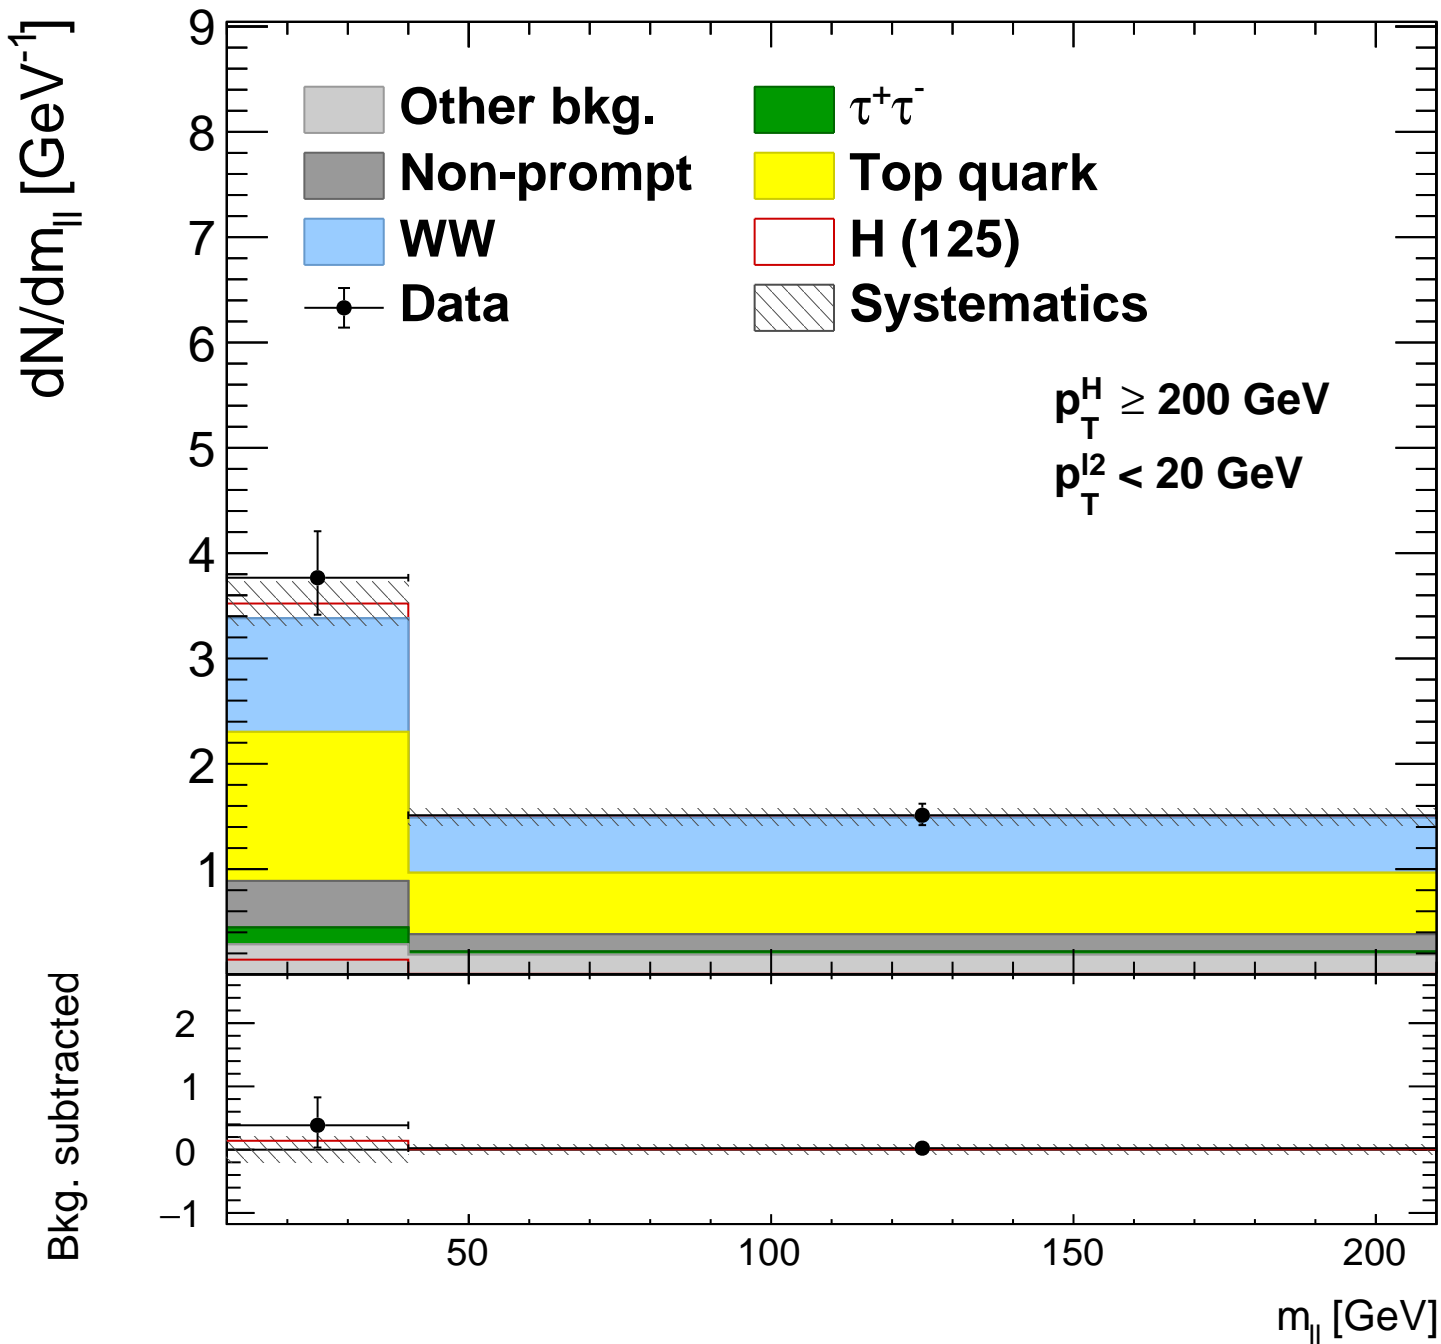 dN/dm_ll [GeV^-1]
9
8
7
6
5
4
3
2
1
Other bkg.
τ^+τ^-
Non-prompt
Top quark
WW
H (125)
Data
Systematics
p_T^H ≥ 200 GeV
p_T^l2 < 20 GeV
Bkg. subtracted
2
1
0
−1
50 100 150 200
m_ll [GeV]